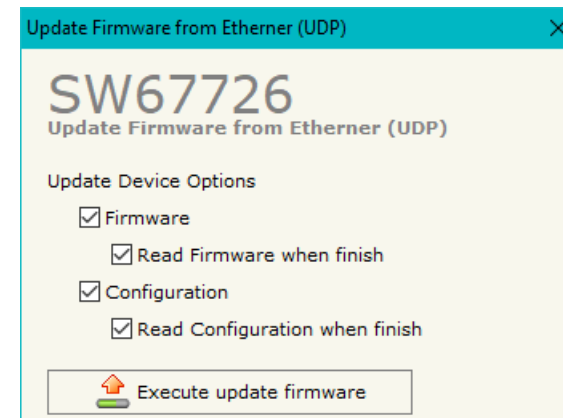 Update Firmware from Etherner (UDP)
SW67726
Update Firmware from Etherner (UDP)
Update Device Options
Firmware
Read Firmware when finish
Configuration
Read Configuration when finish
Execute update firmware